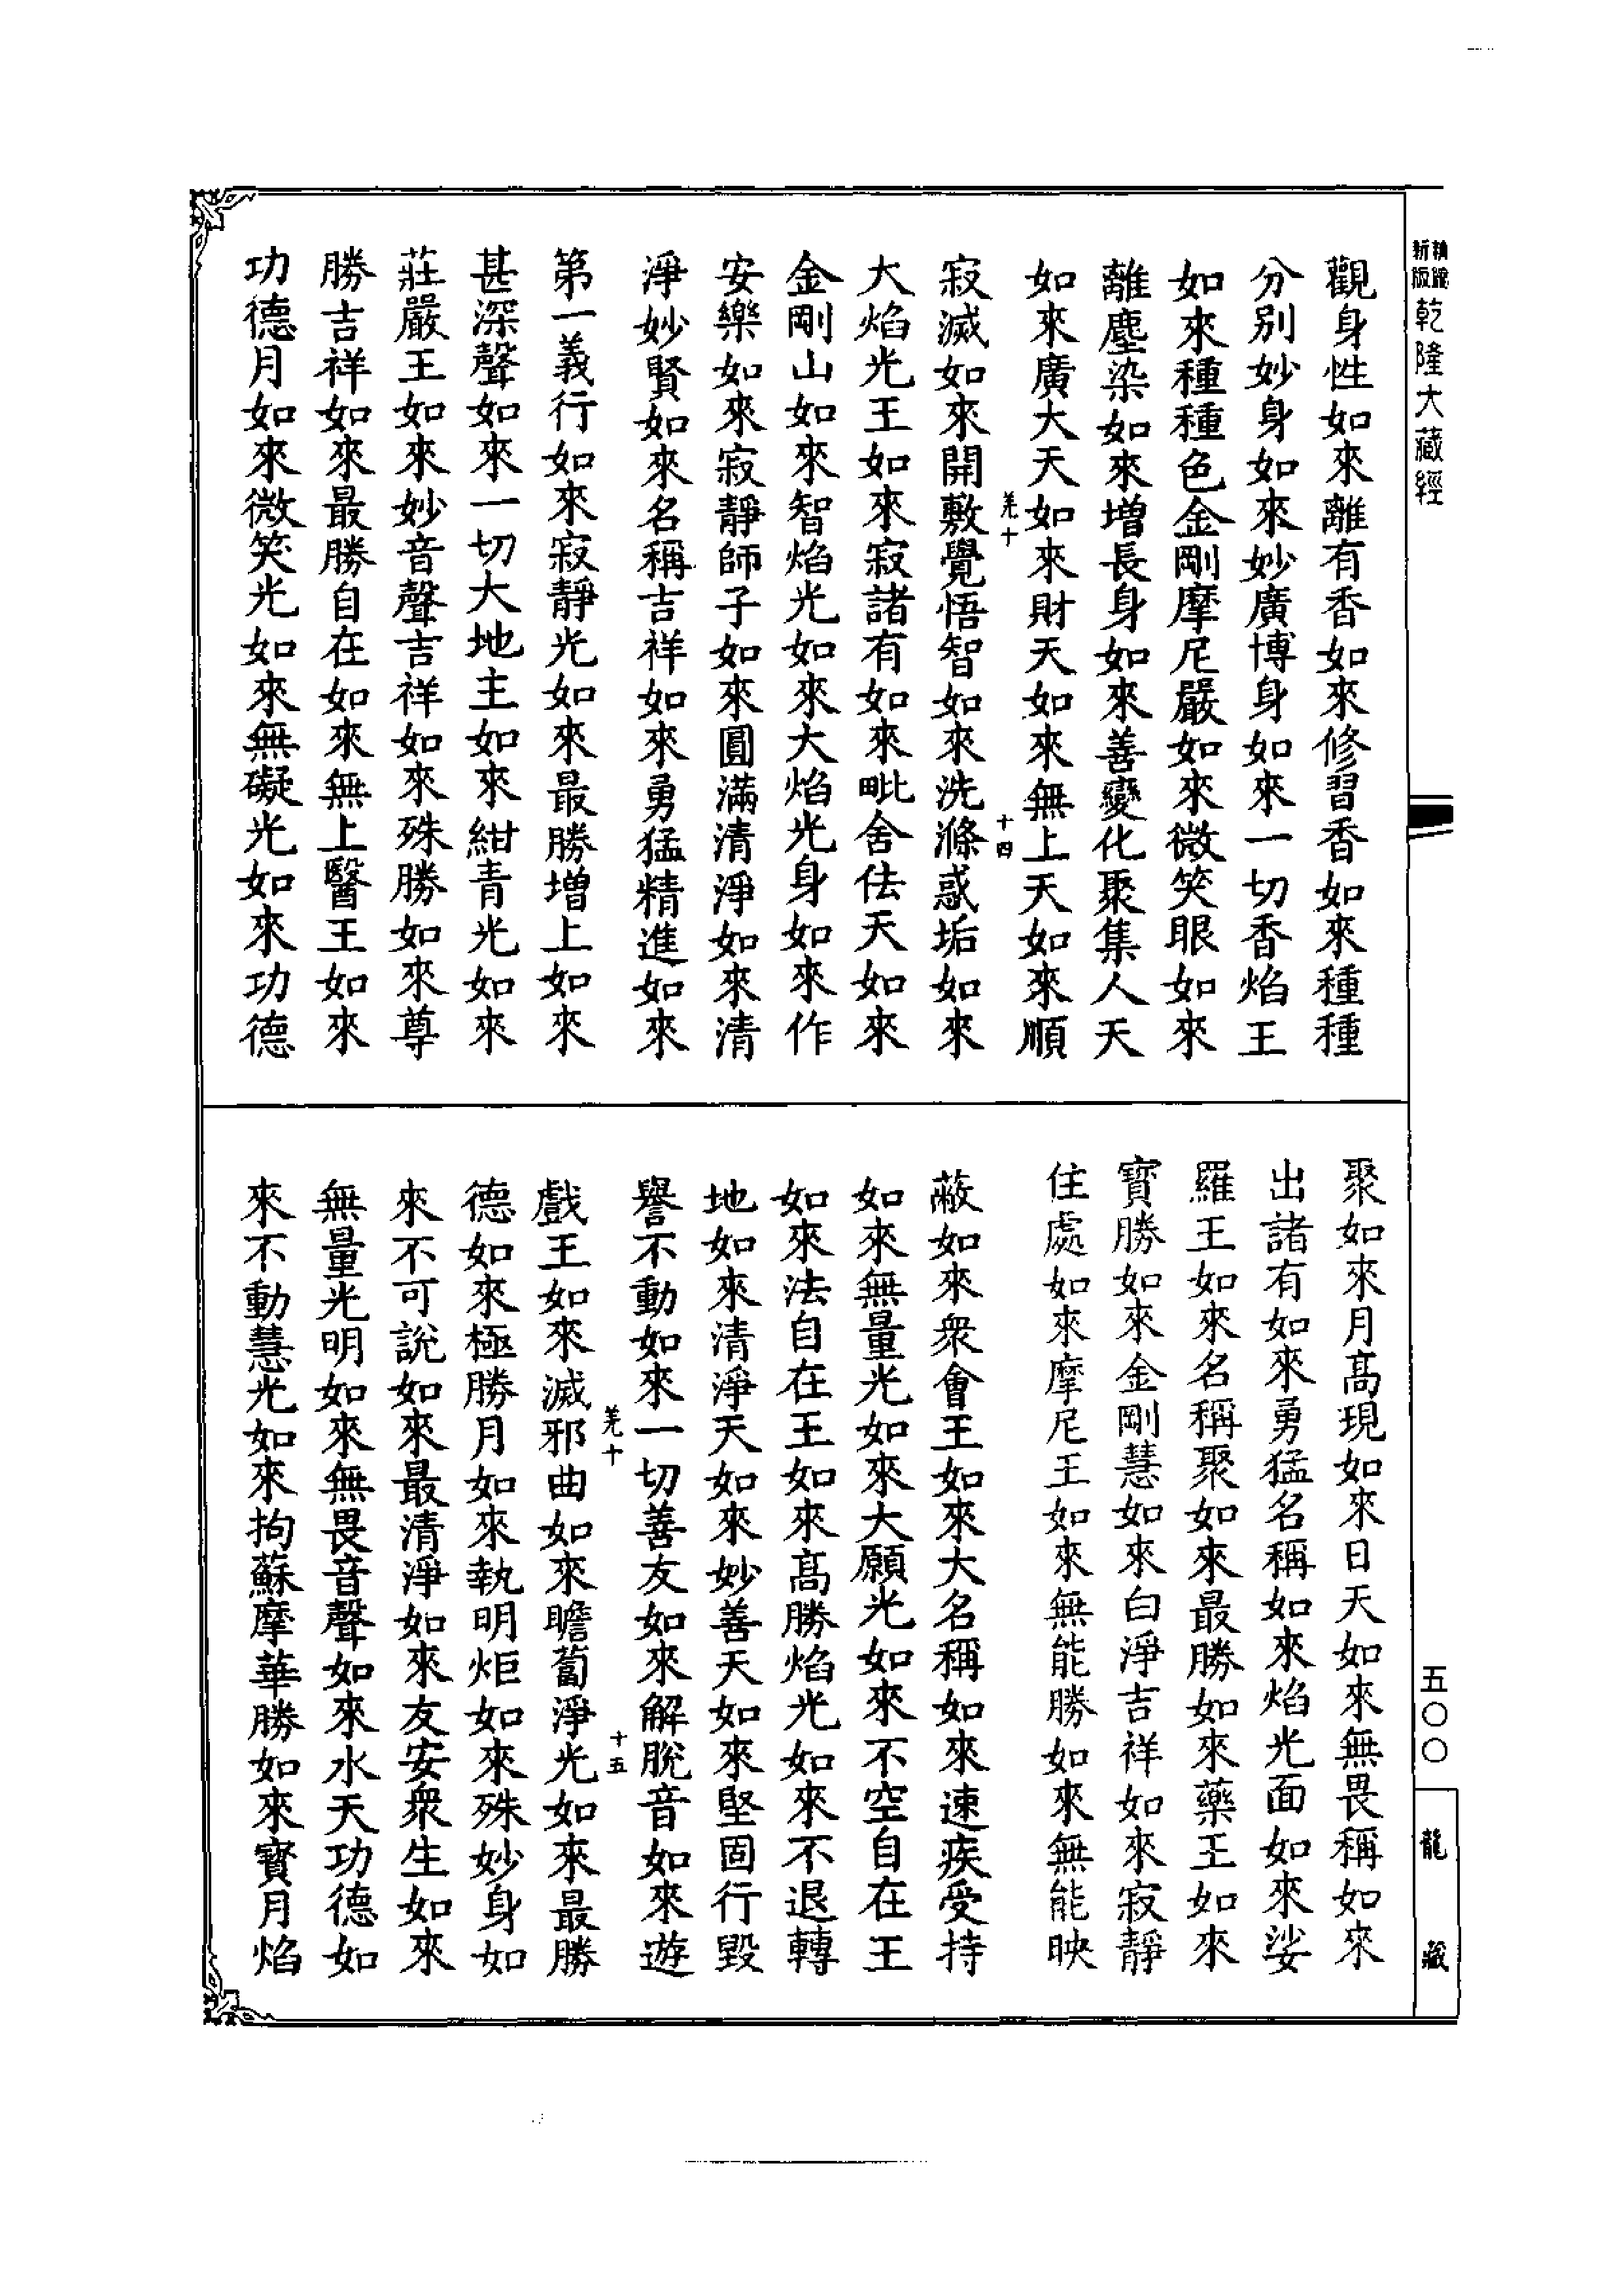 新版
精縮
乾隆大藏經
觀身性如來離有香如來修習香如來種種
分別妙身如來妙廣博身如來一切香焰王
如來種種色金剛摩尼嚴如來微笑眼如來
離塵染如來增長身如來善變化聚集人天
如來廣大天如來財天如來無上天如來順
羌十
十四
寂滅如來開敷覺悟智如來洗滌惑垢如來
大焰光王如來寂諸有如來毗舍佉天如來
金剛山如來智焰光如來大焰光身如來作
安樂如來寂靜師子如來圓滿清淨如來清
淨妙賢如來名稱吉祥如來勇猛精進如來
第一義行如來寂靜光如來最勝增上如來
甚深聲如來一切大地主如來紺青光如來
莊嚴王如來妙音聲吉祥如來殊勝如來尊
勝吉祥如來最勝自在如來無上醫王如來
功德月如來微笑光如來無礙光如來功德
聚如來月高現如來日天如來無畏稱如來
出諸有如來勇猛名稱如來焰光面如來娑
羅王如來名稱聚如來最勝如來藥王如來
寶勝如來金剛慧如來白淨吉祥如來寂靜
住處如來摩尼王如來無能勝如來無能映
蔽如來衆會王如來大名稱如來速疾受持
如來無量光如來大願光如來不空自在王
如來法自在王如來高勝焰光如來不退轉
地如來清淨天如來妙善天如來堅固行毀
譽不動如來一切善友如來解脫音如來遊
羌十
十五
戲王如來滅邪曲如來瞻蔔淨光如來最勝
德如來極勝月如來執明炬如來殊妙身如
來不可說如來最清淨如來友安衆生如來
無量光明如來無畏音聲如來水天功德如
來不動慧光如來拘蘇摩華勝如來寶月焰
五〇〇
龍藏